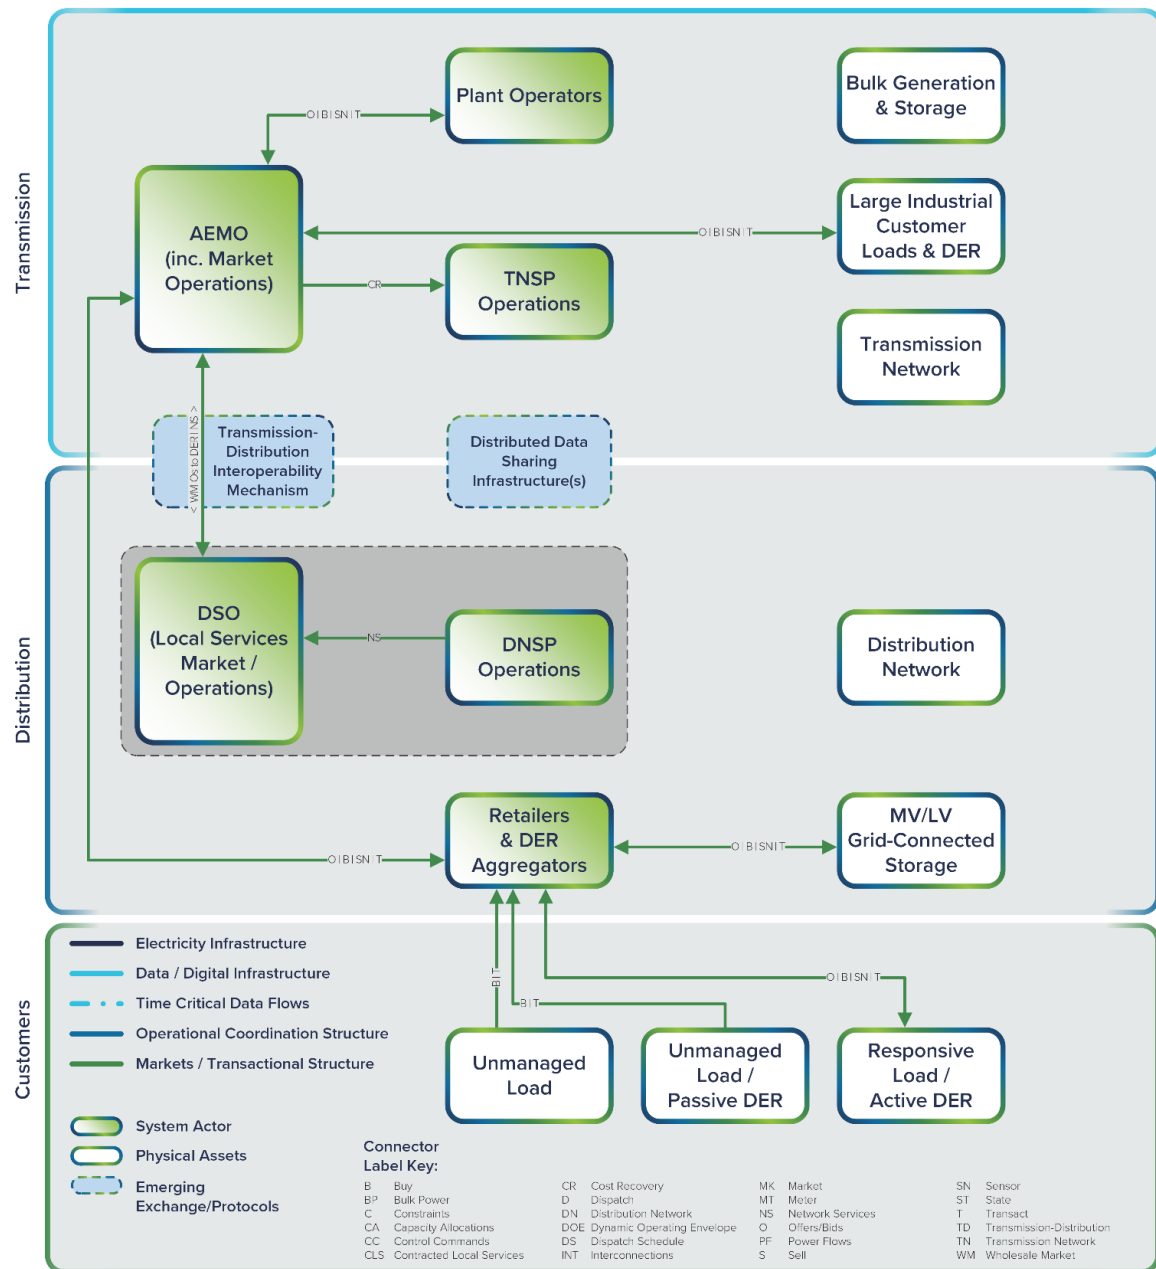 Transmission
Plant Operators
Bulk Generation
& Storage
O|B|SN|T
AEMO
(inc. Market
Operations)
Large Industrial
Customer
Loads & DER
O|B|SN|T
CR
TNSP
Operations
Transmission
Network
Transmission-
Distribution
Interoperability
Mechanism
Distributed Data
Sharing
Infrastructure(s)
< WM Os to DER | NS >
Distribution
DSO
(Local Services
Market /
Operations)
NS
DNSP
Operations
Distribution
Network
Retailers
& DER
Aggregators
MV/LV
Grid-Connected
Storage
O|B|SN|T
O|B|SN|T
Customers
Electricity Infrastructure
Data / Digital Infrastructure
Time Critical Data Flows
Operational Coordination Structure
Markets / Transactional Structure
B|T
B|T
O|B|SN|T
Unmanaged
Load
Unmanaged
Load /
Passive DER
Responsive
Load /
Active DER
System Actor
Physical Assets
Emerging
Exchange/Protocols
Connector
Label Key:
B Buy
BP Bulk Power
C Constraints
CA Capacity Allocations
CC Control Commands
CLS Contracted Local Services
CR Cost Recovery
D Dispatch
DN Distribution Network
DOE Dynamic Operating Envelope
DS Dispatch Schedule
INT Interconnections
MK Market
MT Meter
NS Network Services
O Offers/Bids
PF Power Flows
S Sell
SN Sensor
ST State
T Transact
TD Transmission-Distribution
TN Transmission Network
WM Wholesale Market